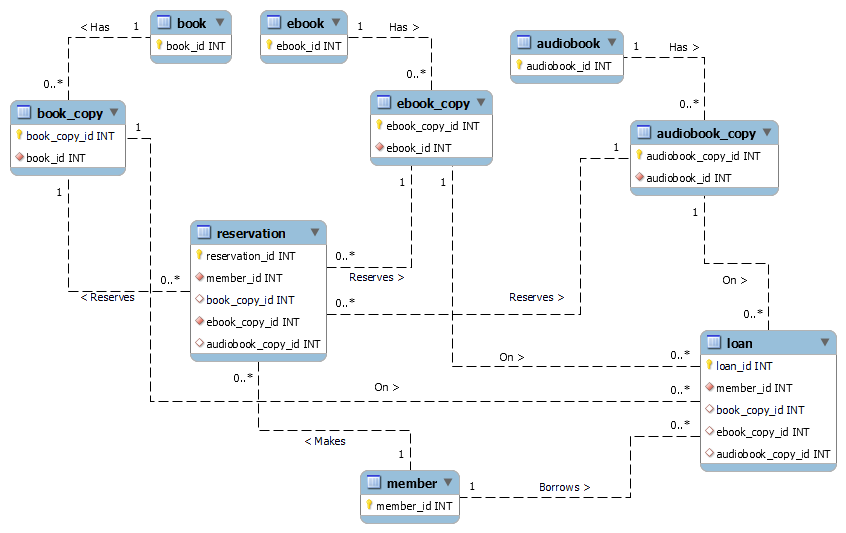 book
book_id INT
ebook
ebook_id INT
audiobook
audiobook_id INT
< Has
1
0..*
1
Has >
0..*
1
Has >
0..*
book_copy
book_copy_id INT
book_id INT
ebook_copy
ebook_copy_id INT
ebook_id INT
audiobook_copy
audiobook_copy_id INT
audiobook_id INT
1
1
1
1
1
1
reservation
reservation_id INT
member_id INT
book_copy_id INT
ebook_copy_id INT
audiobook_copy_id INT
0..*
< Reserves
0..*
Reserves >
0..*
Reserves >
On >
0..*
On >
0..*
On >
0..*
loan
loan_id INT
member_id INT
book_copy_id INT
ebook_copy_id INT
audiobook_copy_id INT
0..*
< Makes
1
0..*
Borrows >
1
member
member_id INT